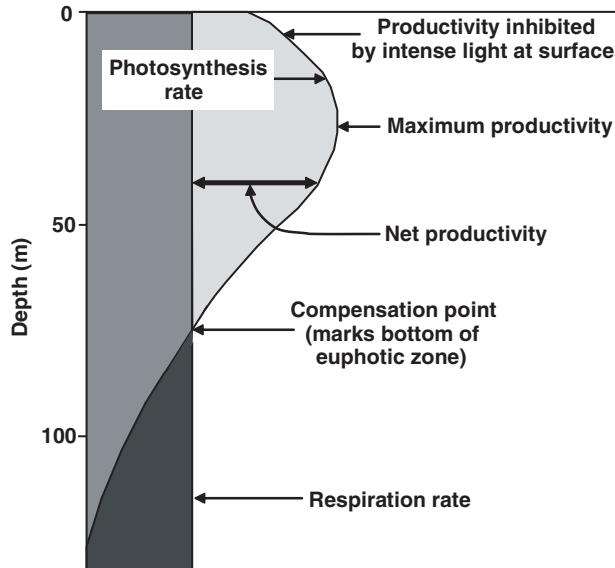 0
Productivity inhibited
by intense light at surface
Photosynthesis
rate
Maximum productivity
50
Net productivity
Depth (m)
Compensation point
(marks bottom of
euphotic zone)
100
Respiration rate